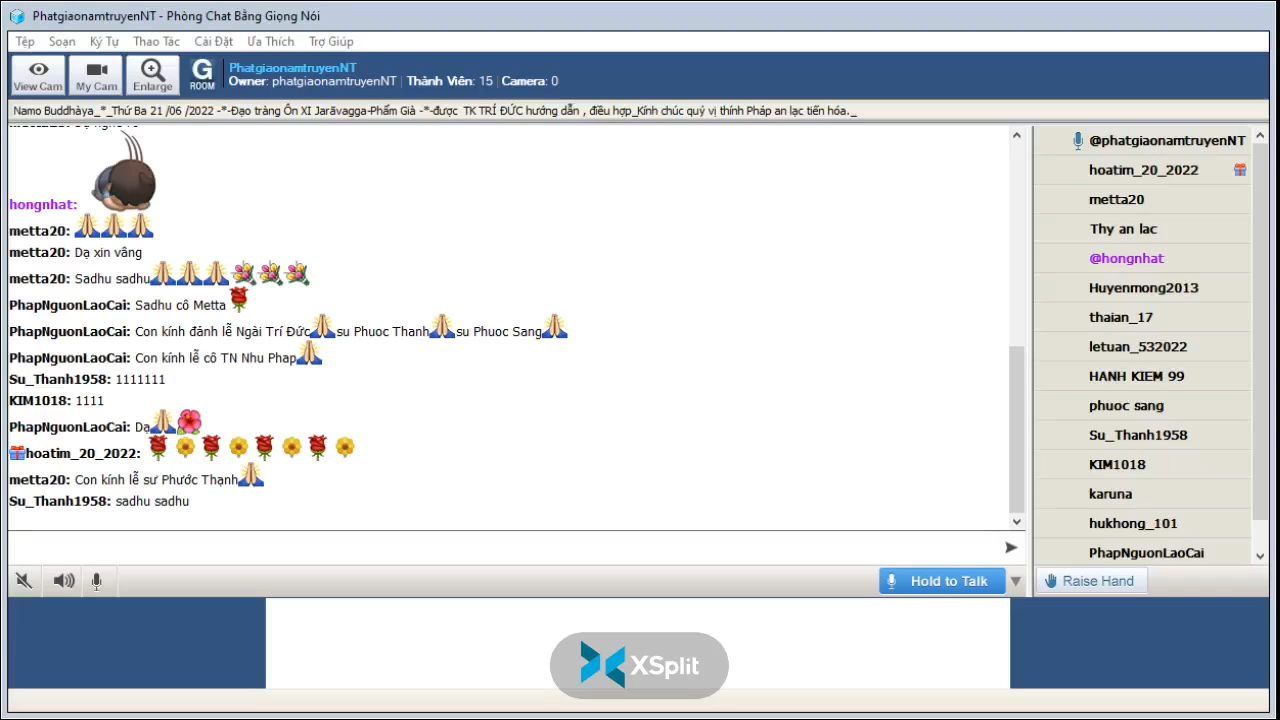 PhatgiaonamtruyenNT - Phòng Chat Bằng Giọng Nói
Tệp Soạn Ký Tự Thao Tác Cài Đặt Ưa Thích Trợ Giúp
View Cam My Cam Enlarge G ROOM
PhatgiaonamtruyenNT
Owner: phatgiaonamtruyenNT | Thành Viên: 15 | Camera: 0
Namo Buddhàya_*_Thứ Ba 21 /06 /2022 -*-Đạo tràng Ôn XI Jarāvagga-Phẩm Già -*-được TK TRÍ ĐỨC hướng dẫn , điều hợp_Kính chúc quý vị thính Pháp an lạc tiến hóa._
hongnhat:
metta20:
metta20: Dạ xin vâng
metta20: Sadhu sadhu
PhapNguonLaoCai: Sadhu cô Metta
PhapNguonLaoCai: Con kính đãnh lễ Ngài Trí Đức su Phuoc Thanh su Phuoc Sang
PhapNguonLaoCai: Con kính lễ cô TN Nhu Phap
Su_Thanh1958: 1111111
KIM1018: 1111
PhapNguonLaoCai: Dạ
hoatim_20_2022:
metta20: Con kính lễ sư Phước Thạnh
Su_Thanh1958: sadhu sadhu
@phatgiaonamtruyenNT
hoatim_20_2022
metta20
Thy an lac
@hongnhat
Huyenmong2013
thaian_17
letuan_532022
HANH KIEM 99
phuoc sang
Su_Thanh1958
KIM1018
karuna
hukhong_101
PhapNguonLaoCai
Hold to Talk
Raise Hand
XSplit